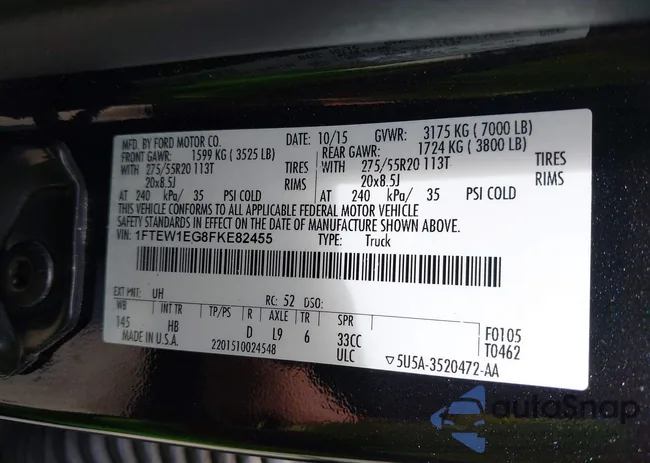 MFD. BY FORD MOTOR CO. DATE: 10/15 GVWR: 3175 KG ( 7000 LB)
FRONT GAWR: 1599 KG ( 3525 LB) REAR GAWR: 1724 KG ( 3800 LB)
WITH 275/55R20 113T TIRES WITH 275/55R20 113T TIRES
20x8.5J RIMS 20x8.5J RIMS
AT 240 kPa/ 35 PSI COLD AT 240 kPa/ 35 PSI COLD
THIS VEHICLE CONFORMS TO ALL APPLICABLE FEDERAL MOTOR VEHICLE
SAFETY STANDARDS IN EFFECT ON THE DATE OF MANUFACTURE SHOWN ABOVE.
VIN: 1FTEW1EG8FKE82455 TYPE: Truck
EXT PNT: UH RC: 52 DSO:
WB INT TR TP/PS R AXLE TR SPR
145 HB D L9 6 33CC F0105
MADE IN U.S.A. 2201510024548 ULC T0462
▽5U5A-3520472-AA
autoSnap